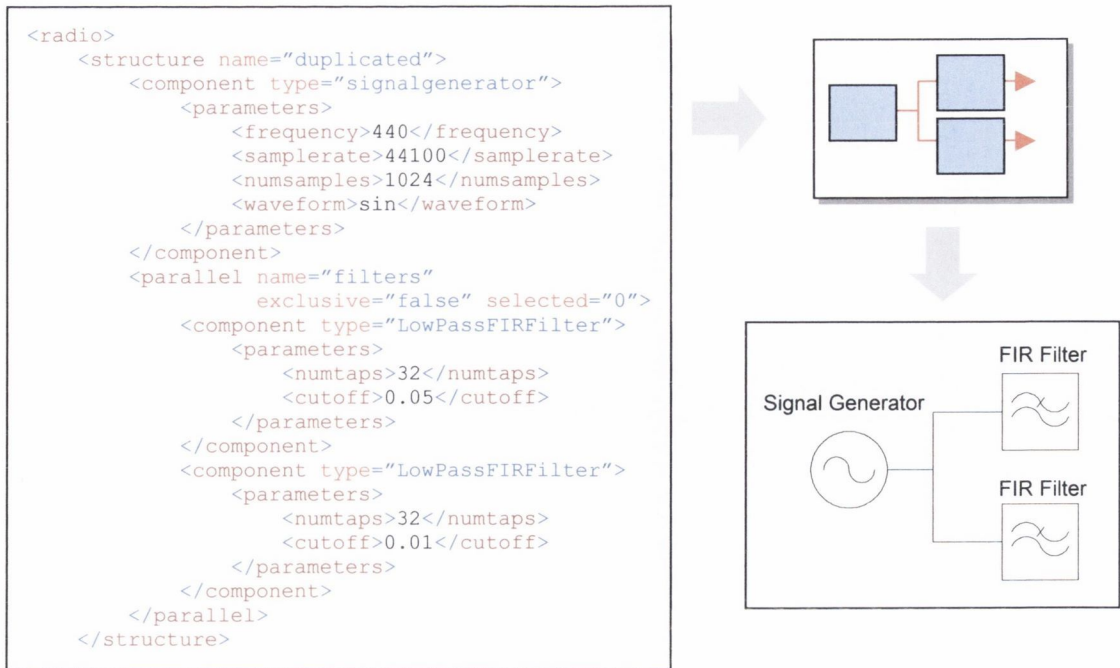 <radio>
<structure name="duplicated">
<component type="signalgenerator">
<parameters>
<frequency>440</frequency>
<samplerate>44100</samplerate>
<numsamples>1024</numsamples>
<waveform>sin</waveform>
</parameters>
</component>
<parallel name="filters"
exclusive="false" selected="0">
<component type="LowPassFIRFilter">
<parameters>
<numtaps>32</numtaps>
<cutoff>0.05</cutoff>
</parameters>
</component>
<component type="LowPassFIRFilter">
<parameters>
<numtaps>32</numtaps>
<cutoff>0.01</cutoff>
</parameters>
</component>
</parallel>
</structure>
FIR Filter
Signal Generator
FIR Filter